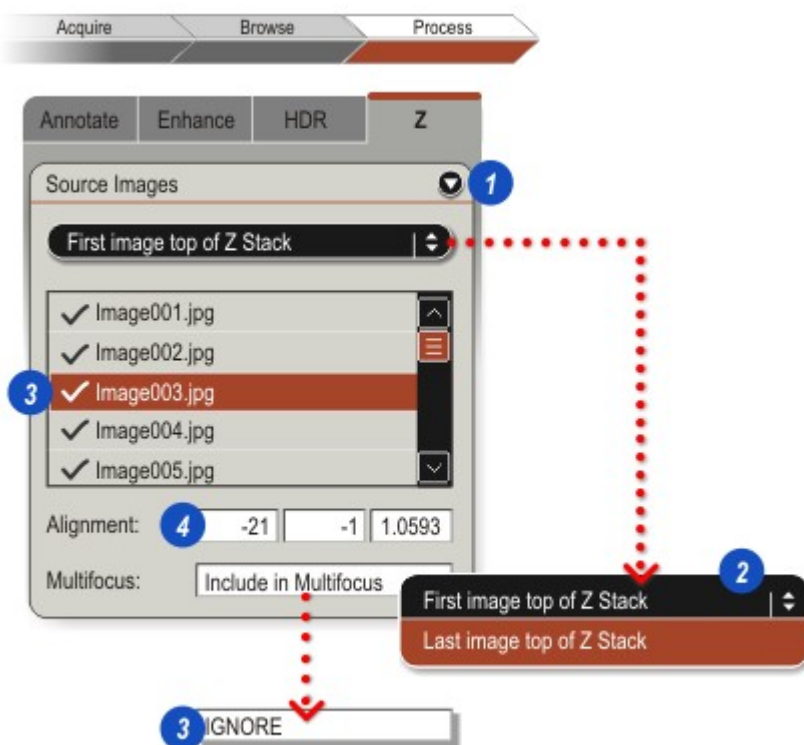 Acquire Browse Process
Annotate Enhance HDR Z
Source Images 1
First image top of Z Stack
Image001.jpg
Image002.jpg
3 Image003.jpg
Image004.jpg
Image005.jpg
Alignment: 4 -21 -1 1.0593
Multifocus: Include in Multifocus
2
First image top of Z Stack
Last image top of Z Stack
3 IGNORE